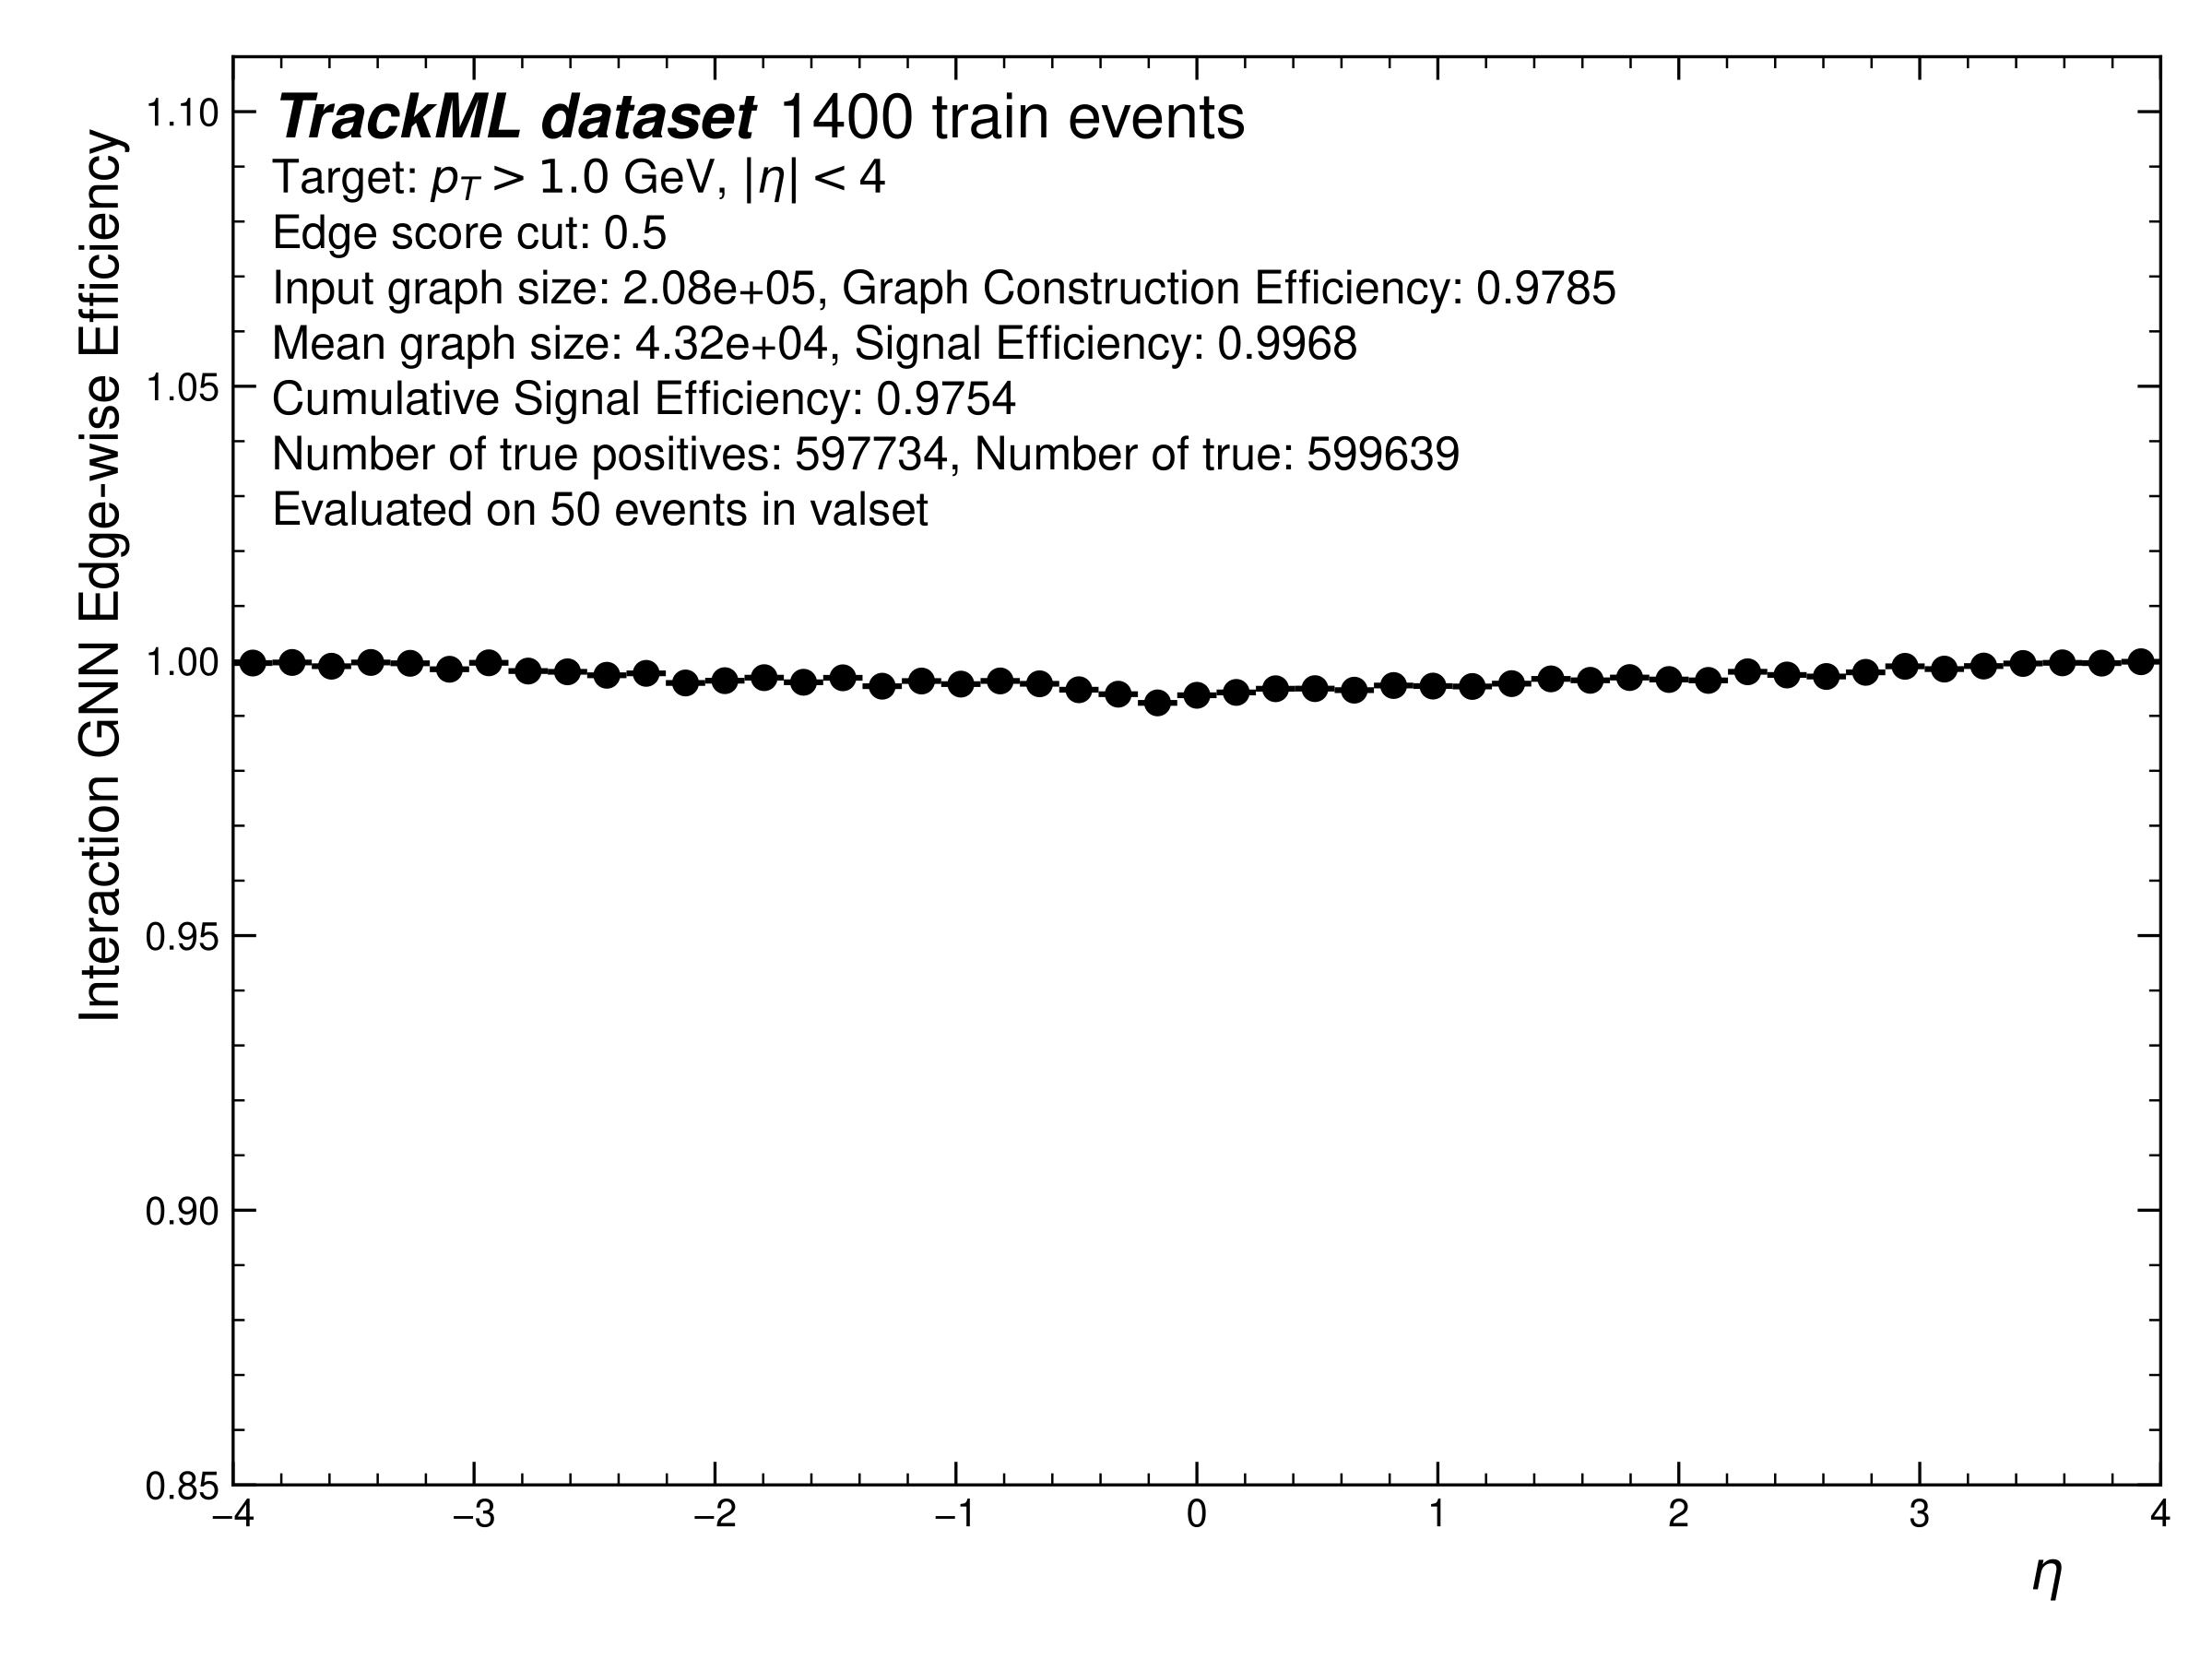 TrackML dataset 1400 train events
Target: p_T > 1.0 GeV, |η| < 4
Edge score cut: 0.5
Input graph size: 2.08e+05, Graph Construction Efficiency: 0.9785
Mean graph size: 4.32e+04, Signal Efficiency: 0.9968
Cumulative Signal Efficiency: 0.9754
Number of true positives: 597734, Number of true: 599639
Evaluated on 50 events in valset
Interaction GNN Edge-wise Efficiency
1.10
1.05
1.00
0.95
0.90
0.85
−4 −3 −2 −1 0 1 2 3 4
η